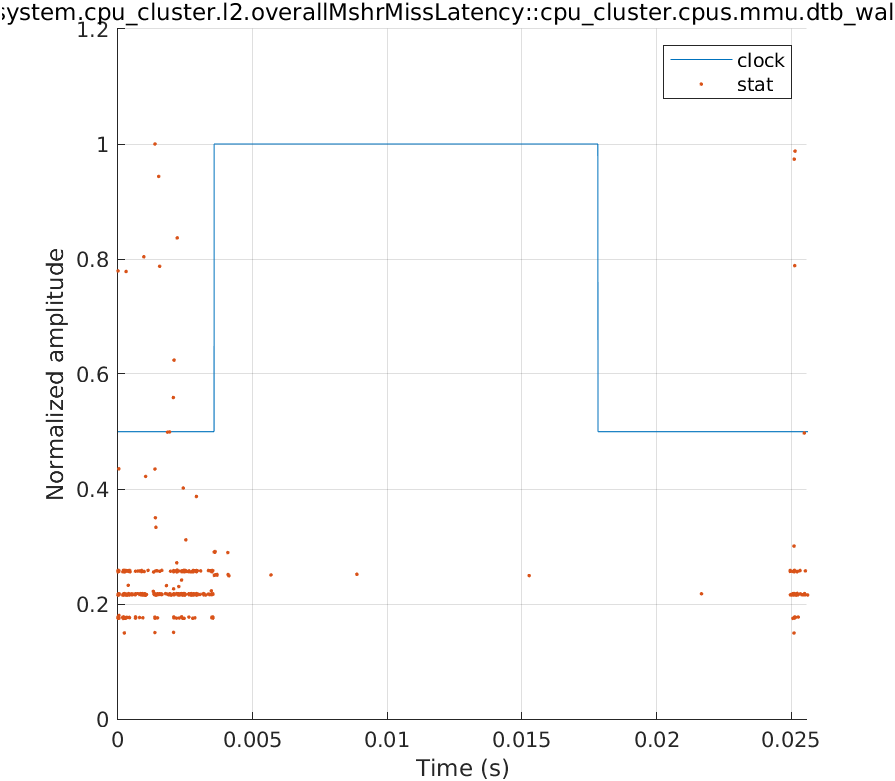 system.cpu_cluster.l2.overallMshrMissLatency::cpu_cluster.cpus.mmu.dtb_wal
1.2
clock
stat
1
0.8
0.6
0.4
0.2
0
Normalized amplitude
0
0.005
0.01
0.015
0.02
0.025
Time (s)